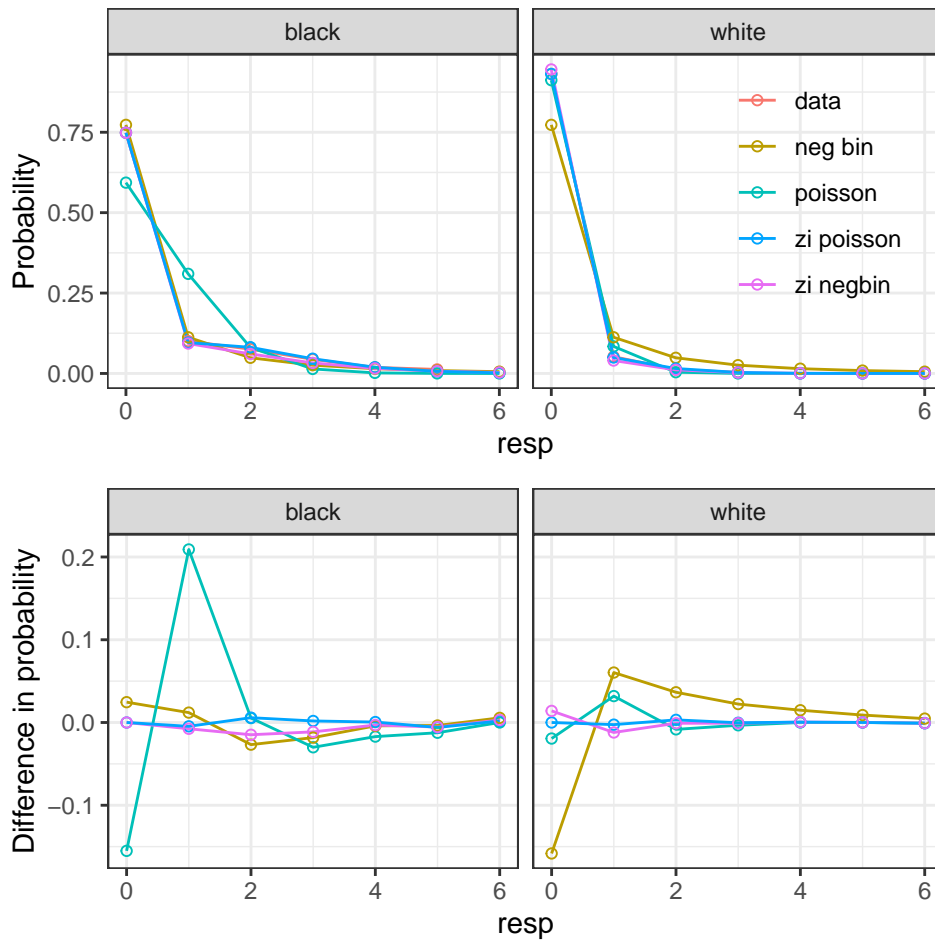 black white
Probability
0.75
0.50
0.25
0.00
data
neg bin
poisson
zi poisson
zi negbin
0 2 4 6 0 2 4 6
resp resp
black white
Difference in probability
0.2
0.1
0.0
−0.1
0 2 4 6 0 2 4 6
resp resp